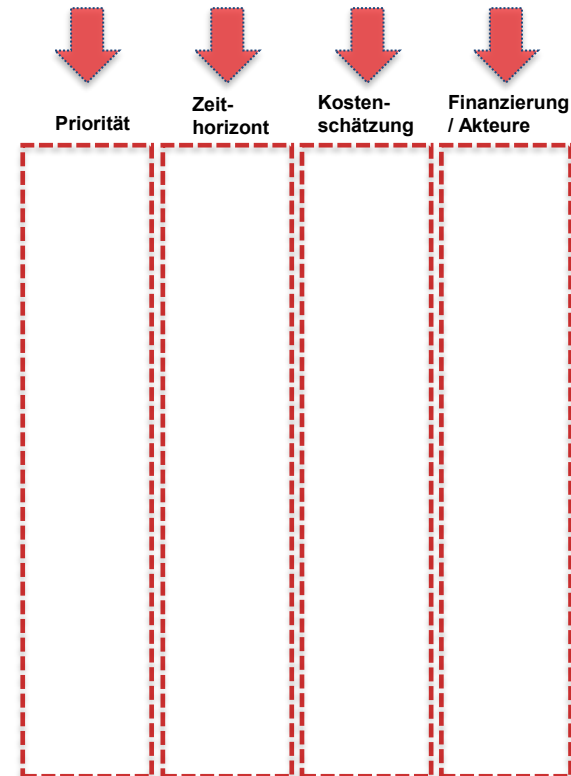 Priorität
Zeit-
horizont
Kosten-
schätzung
Finanzierung
/ Akteure